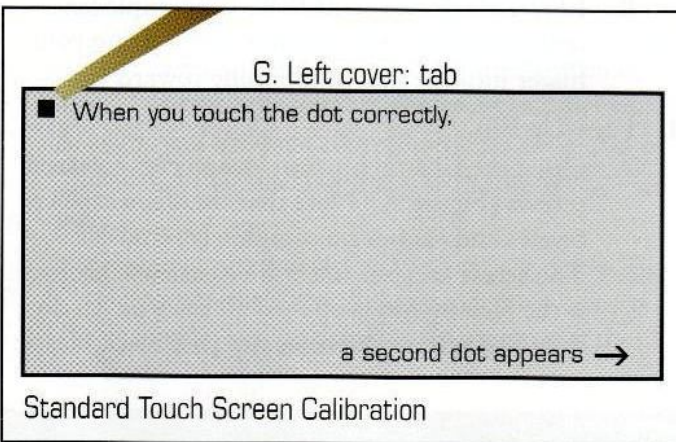 G. Left cover: tab
When you touch the dot correctly,
a second dot appears →
Standard Touch Screen Calibration